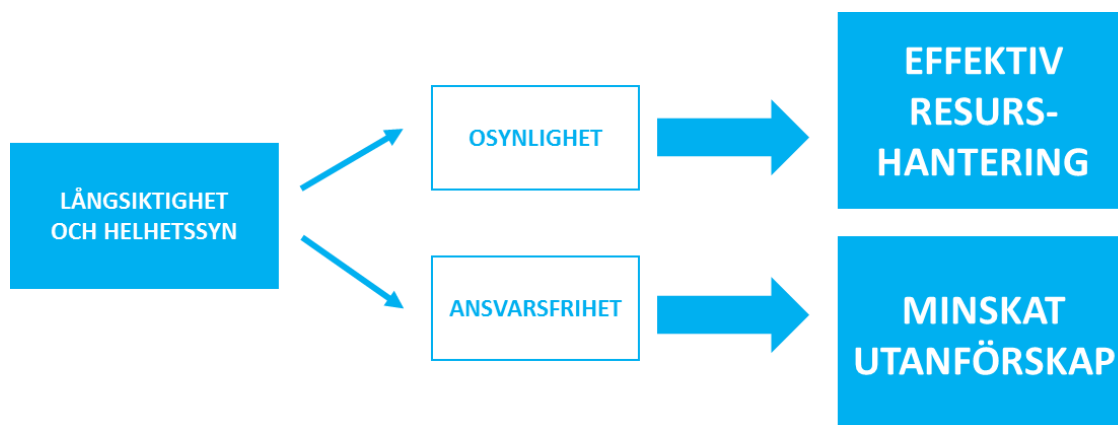 LÅNGSIKTIGHET
OCH HELHETSSYN
OSYNLIGHET
ANSVARSFRIHET
EFFEKTIV
RESURS-
HANTERING
MINSKAT
UTANFÖRSKAP